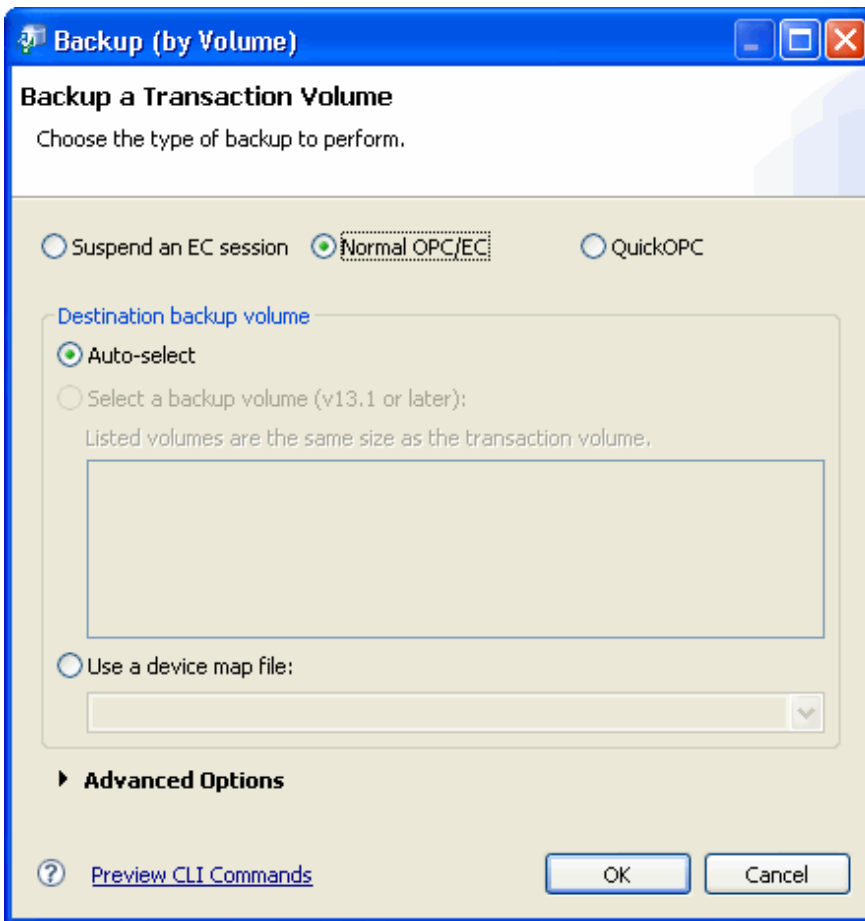 Backup (by Volume)
Backup a Transaction Volume
Choose the type of backup to perform.
Suspend an EC session Normal OPC/EC QuickOPC
Destination backup volume
Auto-select
Select a backup volume (v13.1 or later):
Listed volumes are the same size as the transaction volume.
Use a device map file:
Advanced Options
? Preview CLI Commands OK Cancel